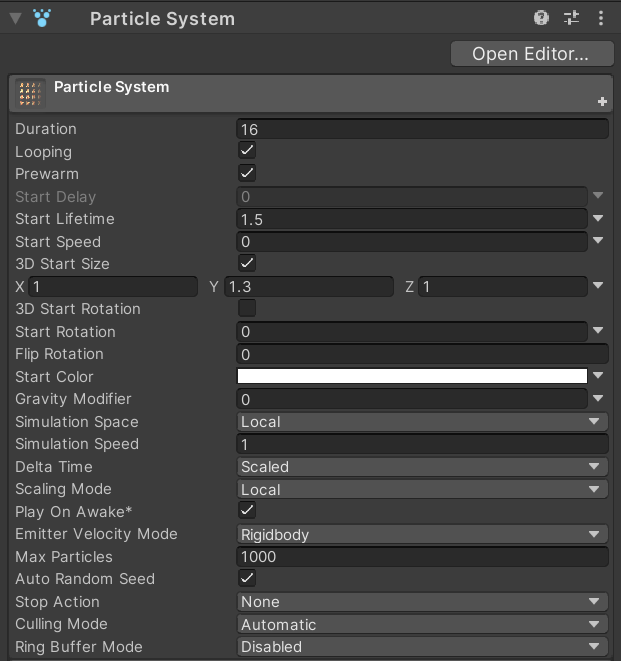 Particle System
Open Editor...
Particle System
Duration 16
Looping
Prewarm
Start Delay 0
Start Lifetime 1.5
Start Speed 0
3D Start Size
X 1 Y 1.3 Z 1
3D Start Rotation
Start Rotation 0
Flip Rotation 0
Start Color
Gravity Modifier 0
Simulation Space Local
Simulation Speed 1
Delta Time Scaled
Scaling Mode Local
Play On Awake*
Emitter Velocity Mode Rigidbody
Max Particles 1000
Auto Random Seed
Stop Action None
Culling Mode Automatic
Ring Buffer Mode Disabled